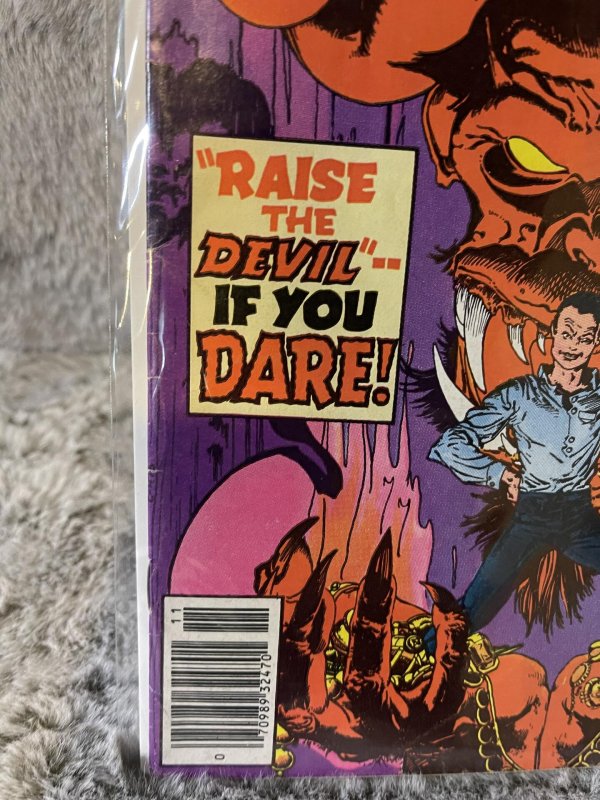 "RAISE
THE
DEVIL"--
IF YOU
DARE!
11
0
70989 32470